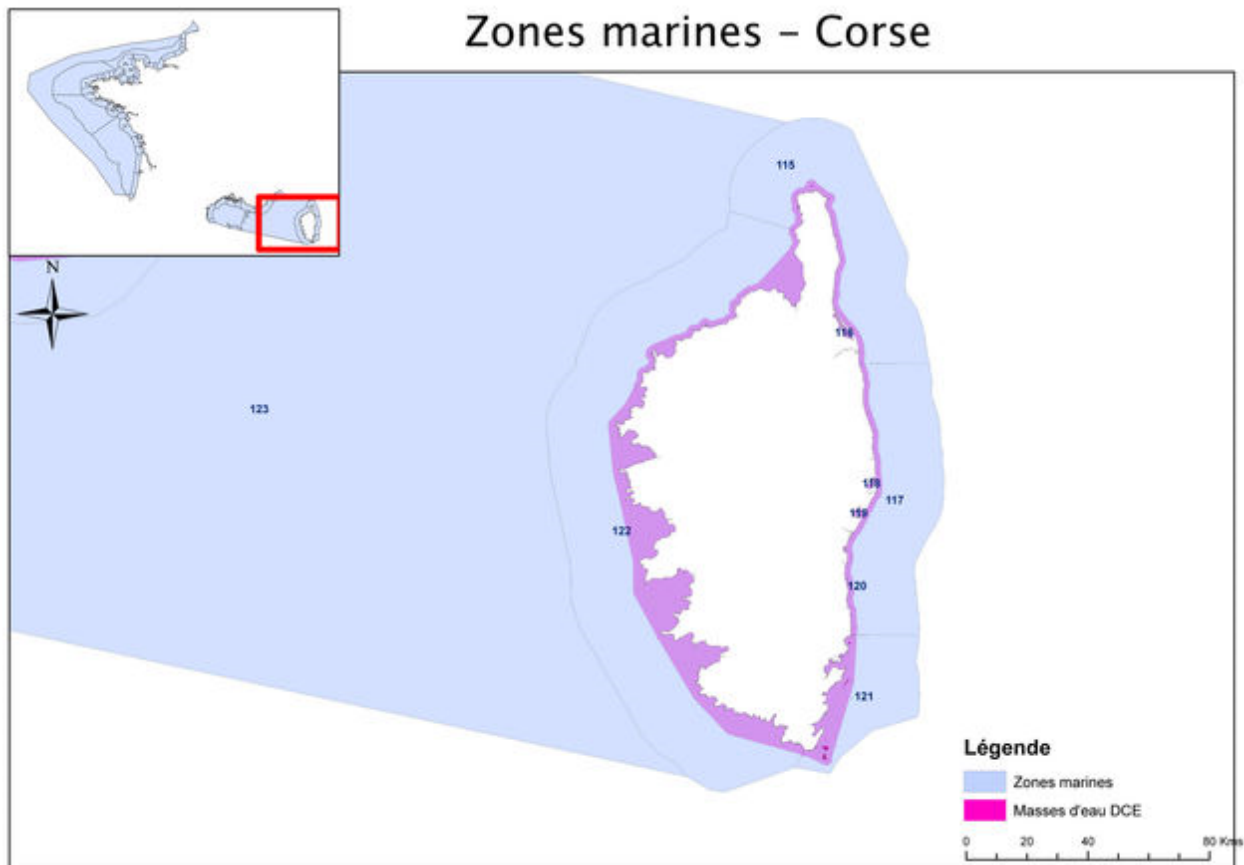 Zones marines – Corse
115
N
116
123
118
117
119
122
120
121
Légende
Zones marines
Masses d'eau DCE
0 20 40 80 Kms